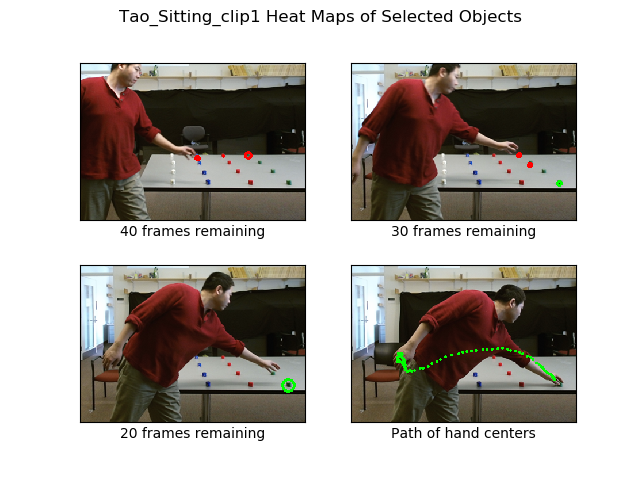 Tao_Sitting_clip1 Heat Maps of Selected Objects
40 frames remaining
30 frames remaining
20 frames remaining
Path of hand centers